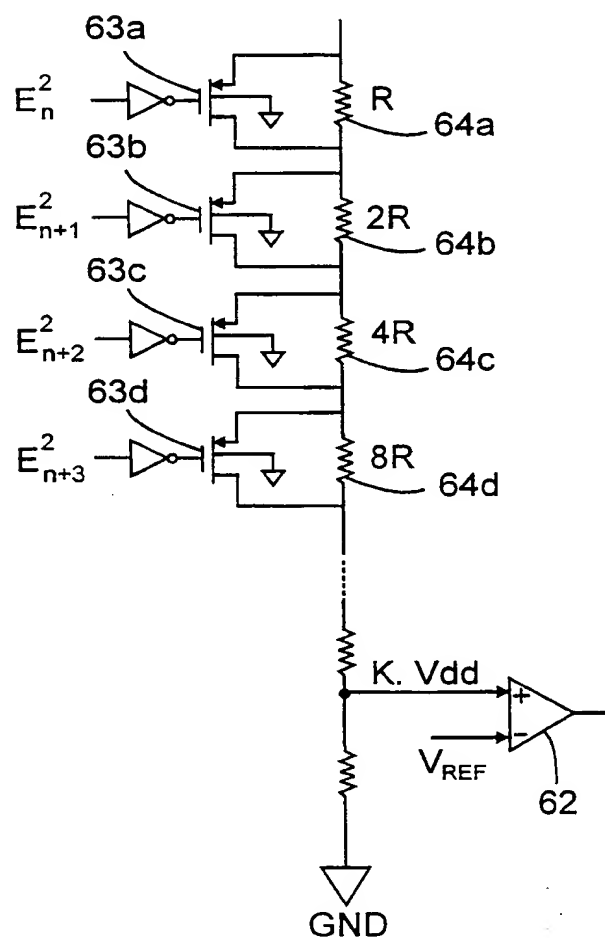 63a
E²n
R
64a
63b
E²n+1
2R
64b
63c
E²n+2
4R
64c
63d
E²n+3
8R
64d
K. Vdd
+
−
VREF
62
GND